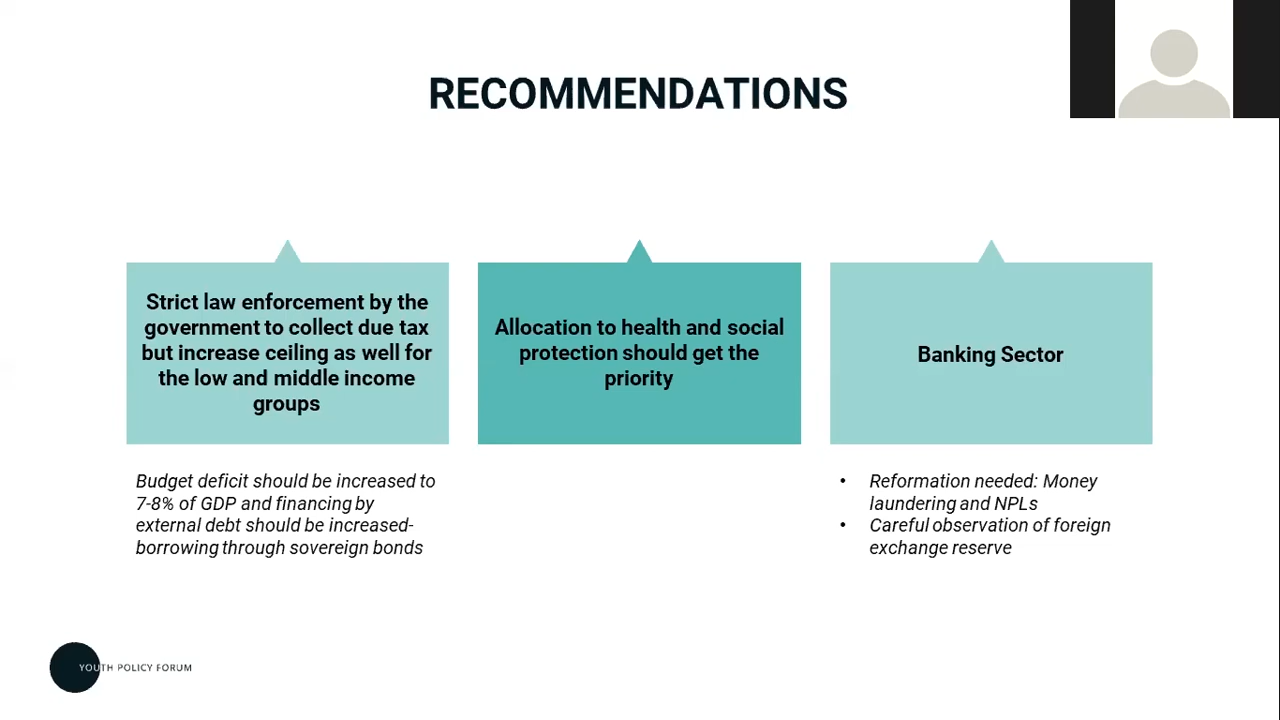 RECOMMENDATIONS
Strict law enforcement by the
government to collect due tax
but increase ceiling as well for
the low and middle income
groups
Budget deficit should be increased to
7-8% of GDP and financing by
external debt should be increased-
borrowing through sovereign bonds
Allocation to health and social
protection should get the
priority
Banking Sector
• Reformation needed: Money
laundering and NPLs
• Careful observation of foreign
exchange reserve
YOUTH POLICY FORUM